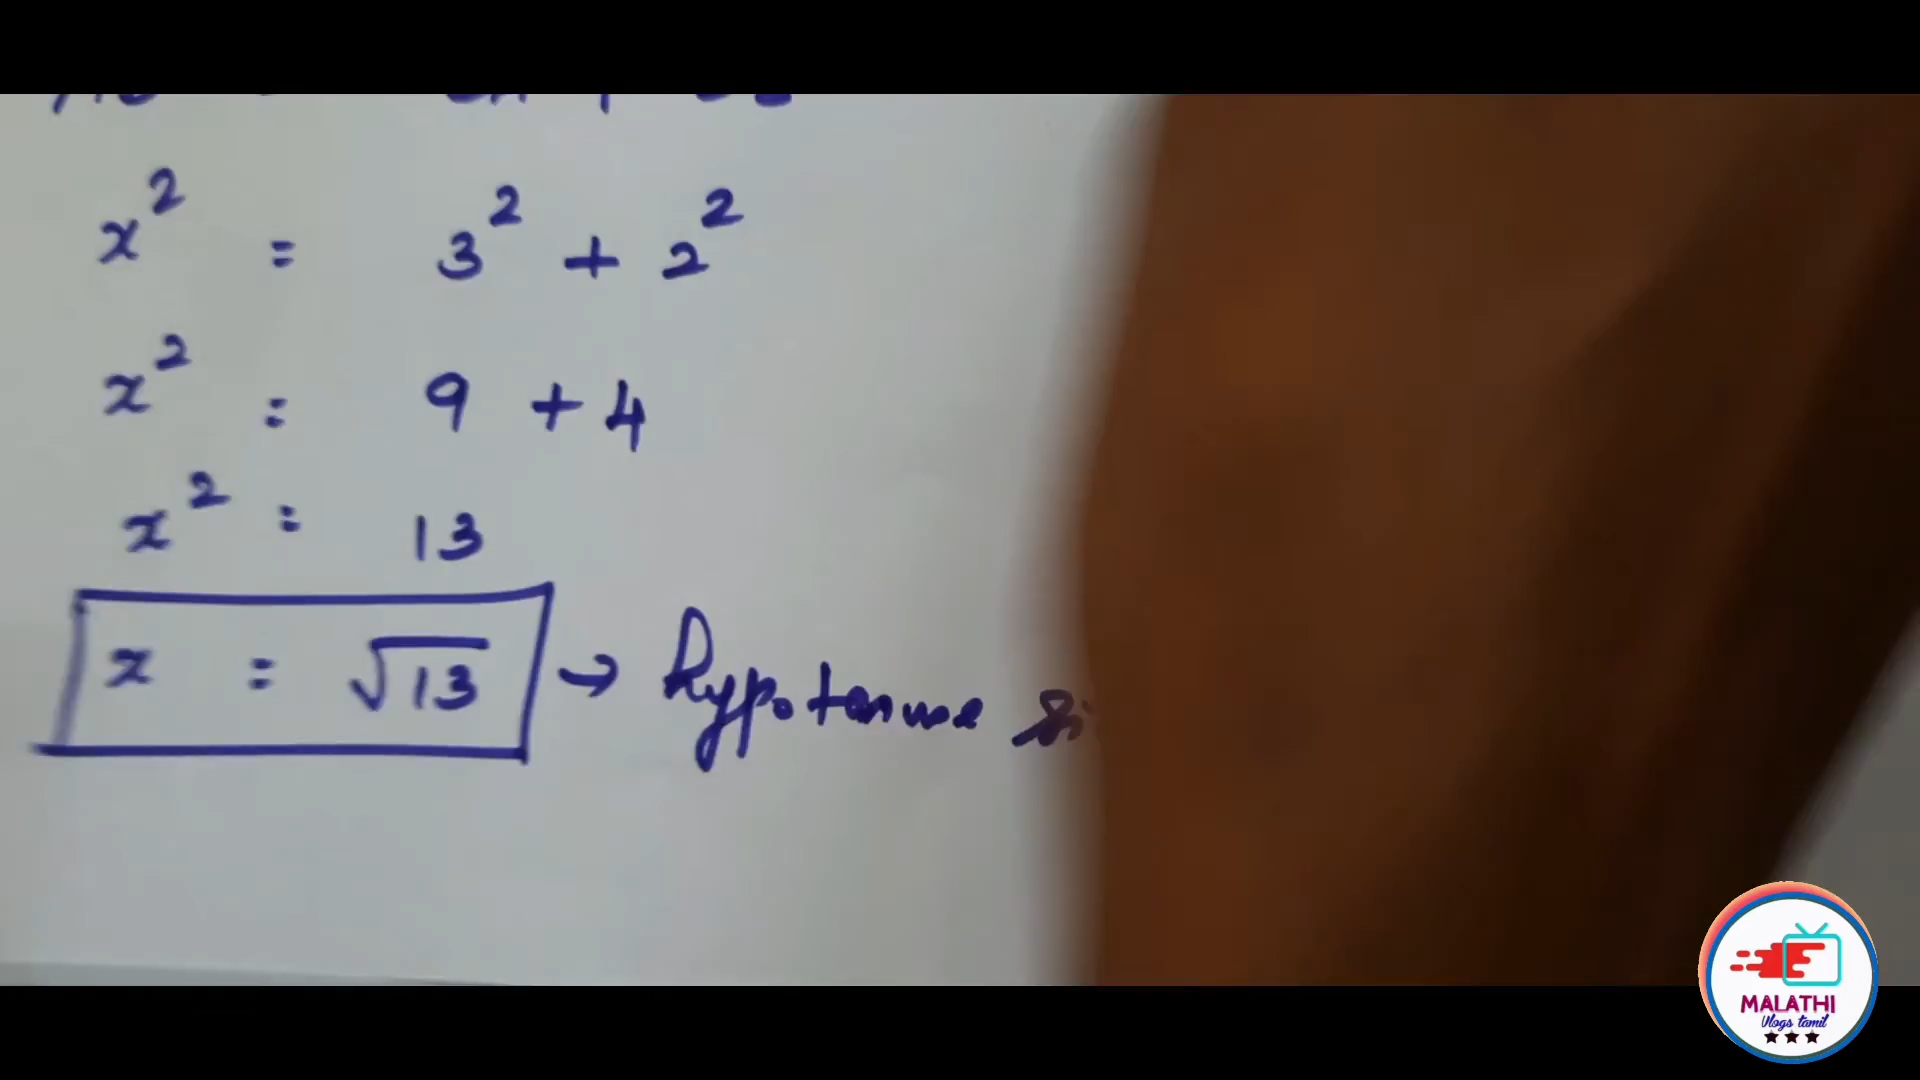 x² = 3² + 2²
x² = 9 + 4
x² = 13
x = √13 → hypotenuse
MALATHI
Vlogs tamil